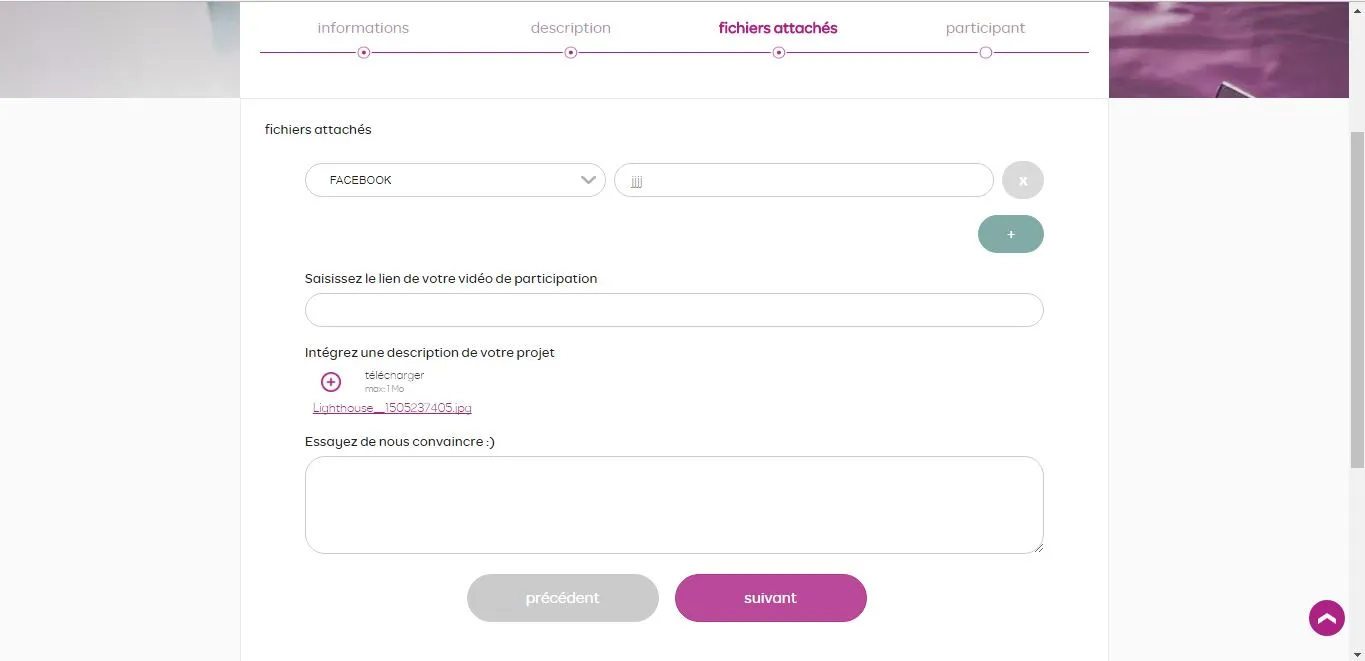 informations description fichiers attachés participant
fichiers attachés
FACEBOOK jjjj x
+
Saisissez le lien de votre vidéo de participation
Intégrez une description de votre projet
télécharger
max: 1 Mo
Lighthouse__1505237405.jpg
Essayez de nous convaincre :)
précédent suivant